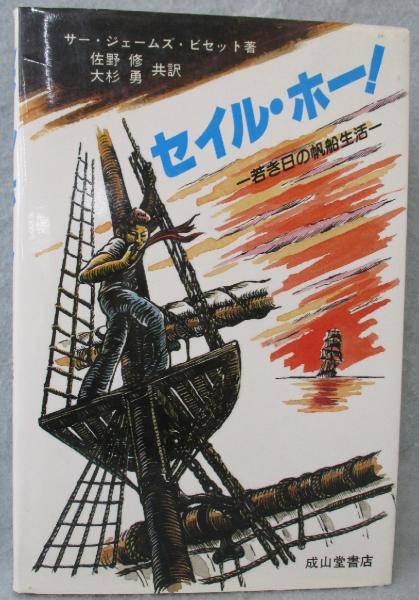 サー・ジェームズ・ビセット著
佐野 修
大杉 勇
共訳
セイル・ホー!
―若き日の帆船生活―
成山堂書店